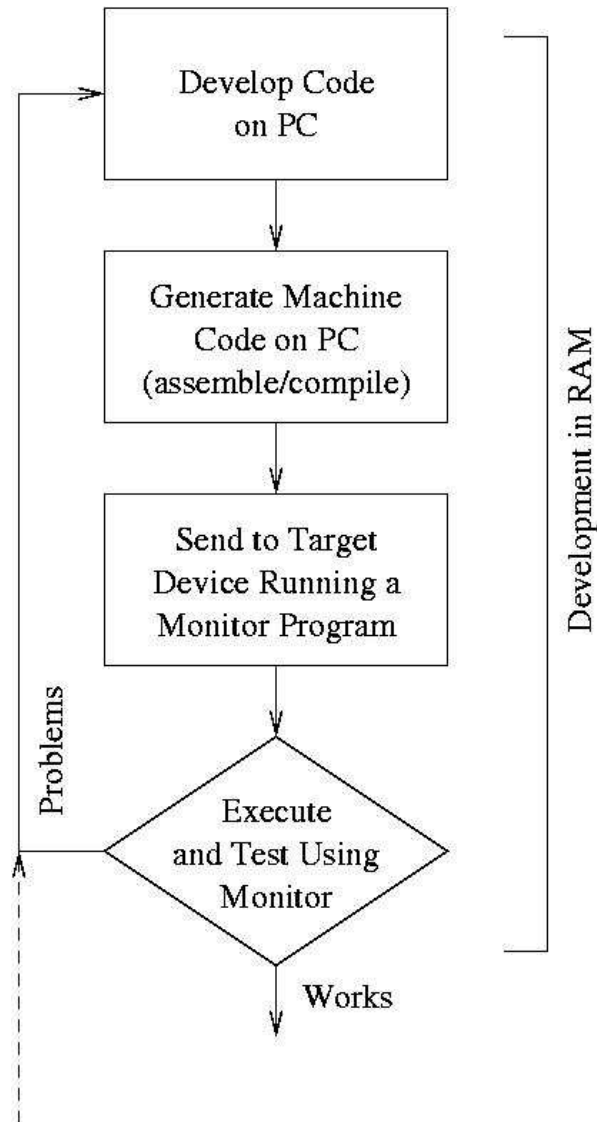 Develop Code
on PC
Generate Machine
Code on PC
(assemble/compile)
Send to Target
Device Running a
Monitor Program
Execute
and Test Using
Monitor
Problems
Works
Development in RAM